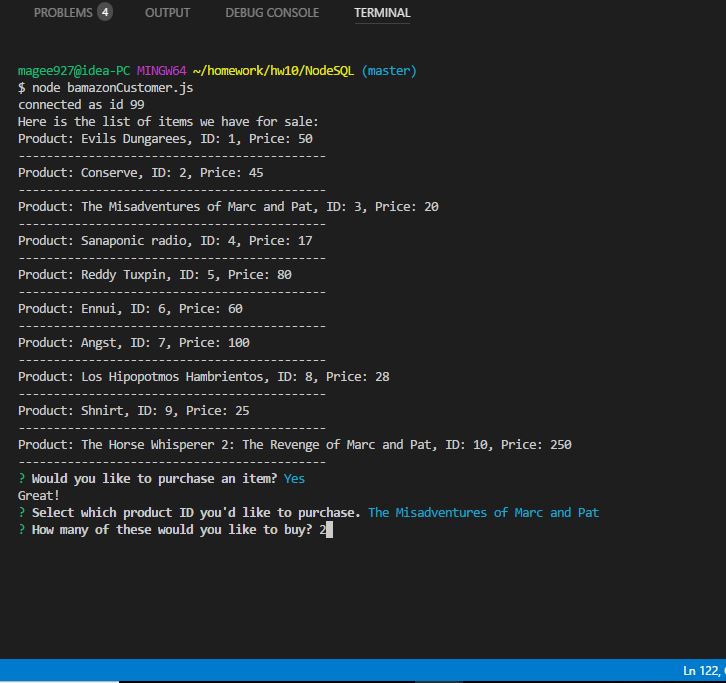 PROBLEMS 4 OUTPUT DEBUG CONSOLE TERMINAL
magee927@idea-PC MINGW64 ~/homework/hw10/NodeSQL (master)
$ node bamazonCustomer.js
connected as id 99
Here is the list of items we have for sale:
Product: Evils Dungarees, ID: 1, Price: 50
--------------------------------------------
Product: Conserve, ID: 2, Price: 45
--------------------------------------------
Product: The Misadventures of Marc and Pat, ID: 3, Price: 20
--------------------------------------------
Product: Sanaponic radio, ID: 4, Price: 17
--------------------------------------------
Product: Reddy Tuxpin, ID: 5, Price: 80
--------------------------------------------
Product: Ennui, ID: 6, Price: 60
--------------------------------------------
Product: Angst, ID: 7, Price: 100
--------------------------------------------
Product: Los Hipopotmos Hambrientos, ID: 8, Price: 28
--------------------------------------------
Product: Shnirt, ID: 9, Price: 25
--------------------------------------------
Product: The Horse Whisperer 2: The Revenge of Marc and Pat, ID: 10, Price: 250
--------------------------------------------
? Would you like to purchase an item? Yes
Great!
? Select which product ID you'd like to purchase. The Misadventures of Marc and Pat
? How many of these would you like to buy? 2
Ln 122,